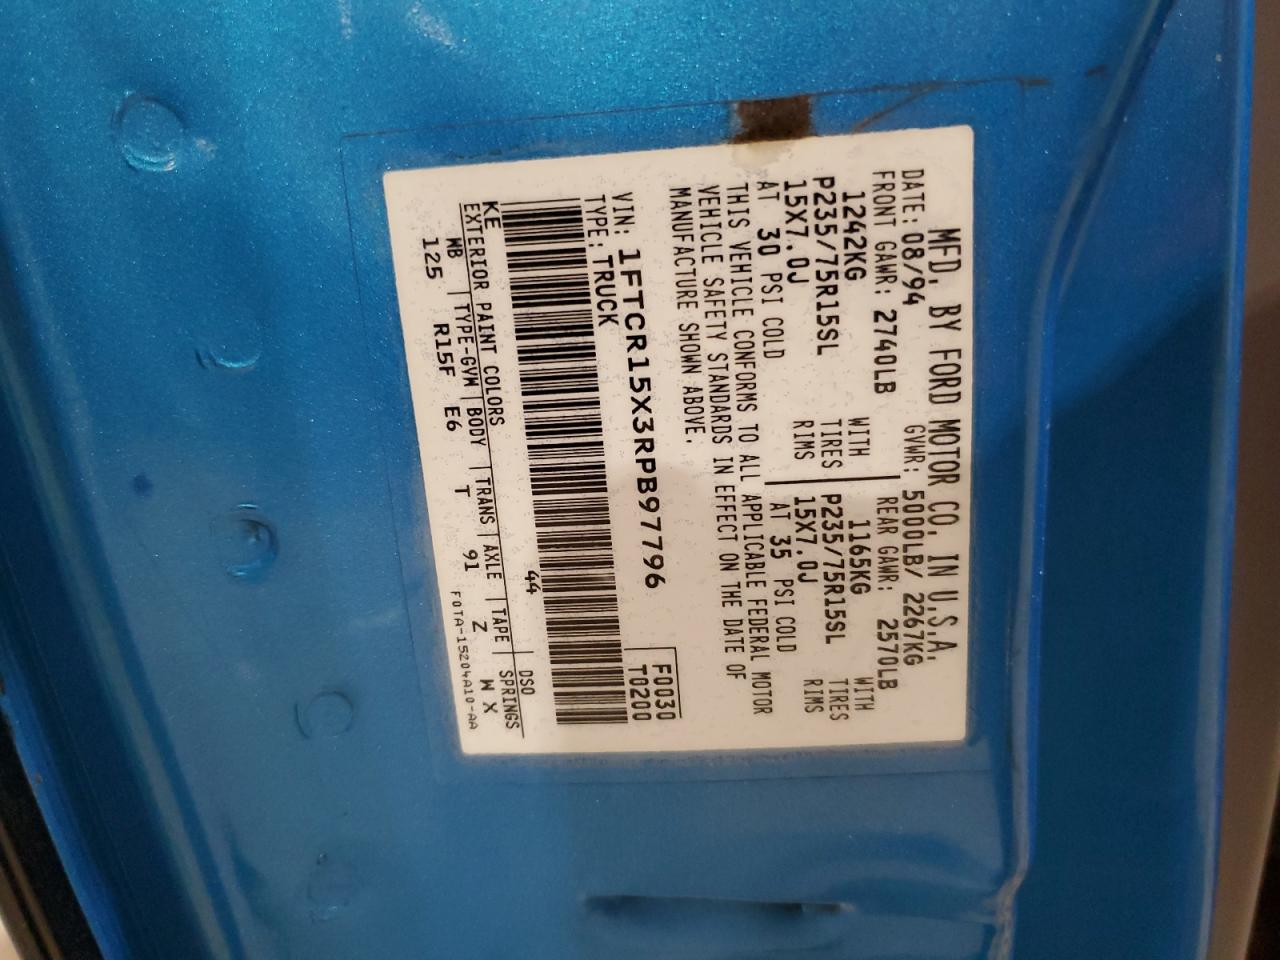 MFD. BY FORD MOTOR CO. IN U.S.A.
DATE: 08/94 GVWR: 5000LB/ 2267KG
FRONT GAWR: 2740LB REAR GAWR: 2570LB
1242KG WITH 1165KG WITH
P235/75R15SL TIRES P235/75R15SL TIRES
15X7.0J RIMS 15X7.0J RIMS
AT 30 PSI COLD AT 35 PSI COLD
THIS VEHICLE CONFORMS TO ALL APPLICABLE FEDERAL MOTOR
VEHICLE SAFETY STANDARDS IN EFFECT ON THE DATE OF
MANUFACTURE SHOWN ABOVE.
F0030
VIN: 1FTCR15X3RPB97796 T0200
TYPE: TRUCK
44
KE DSO
EXTERIOR PAINT COLORS
WB TYPE-GVM BODY TRANS AXLE TAPE SPRINGS
125 R15F E6 T 91 Z W X
F0TA-15204A10-AA